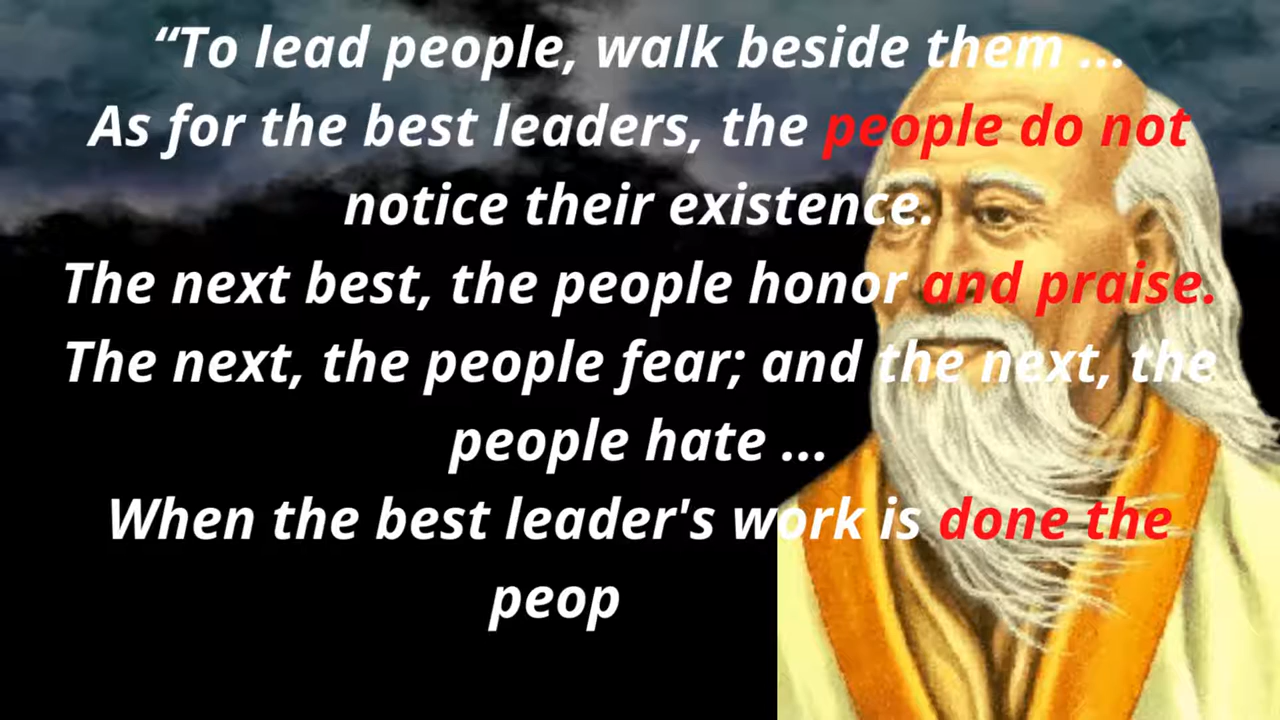 “To lead people, walk beside them ...
As for the best leaders, the people do not
notice their existence.
The next best, the people honor and praise.
The next, the people fear; and the next, the
people hate ...
When the best leader's work is done the
peop